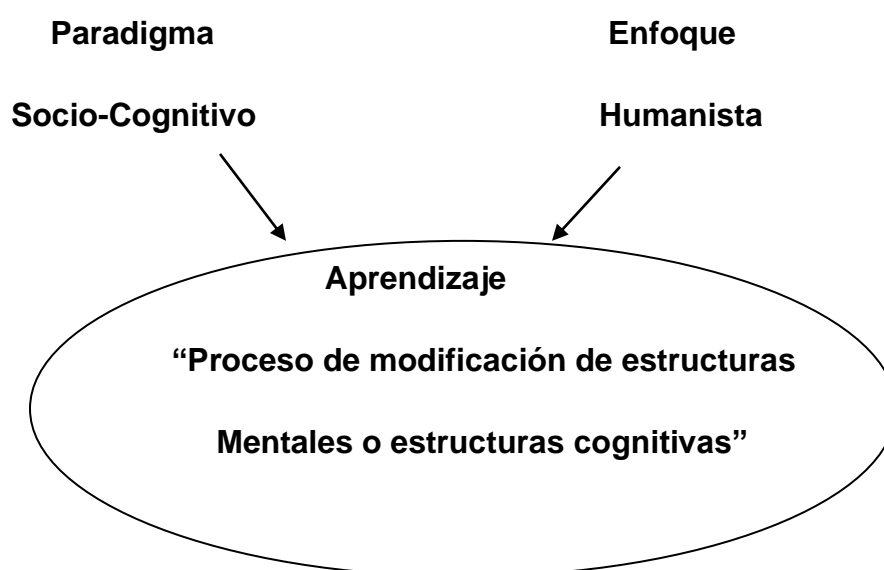 Paradigma
Enfoque
Socio-Cognitivo
Humanista
Aprendizaje
“Proceso de modificación de estructuras
Mentales o estructuras cognitivas”